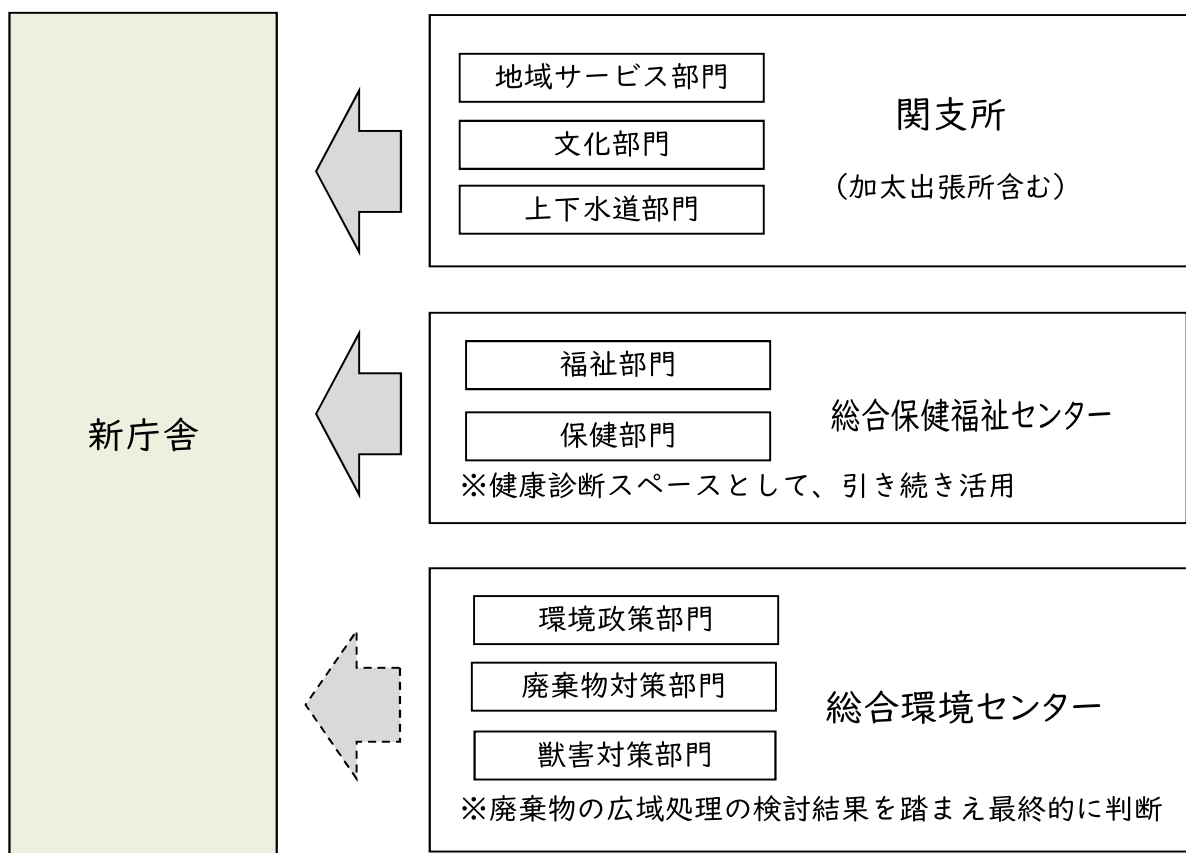 新庁舎
地域サービス部門
文化部門
上下水道部門
関支所
（加太出張所含む）
福祉部門
保健部門
総合保健福祉センター
※健康診断スペースとして、引き続き活用
環境政策部門
廃棄物対策部門
獣害対策部門
総合環境センター
※廃棄物の広域処理の検討結果を踏まえ最終的に判断